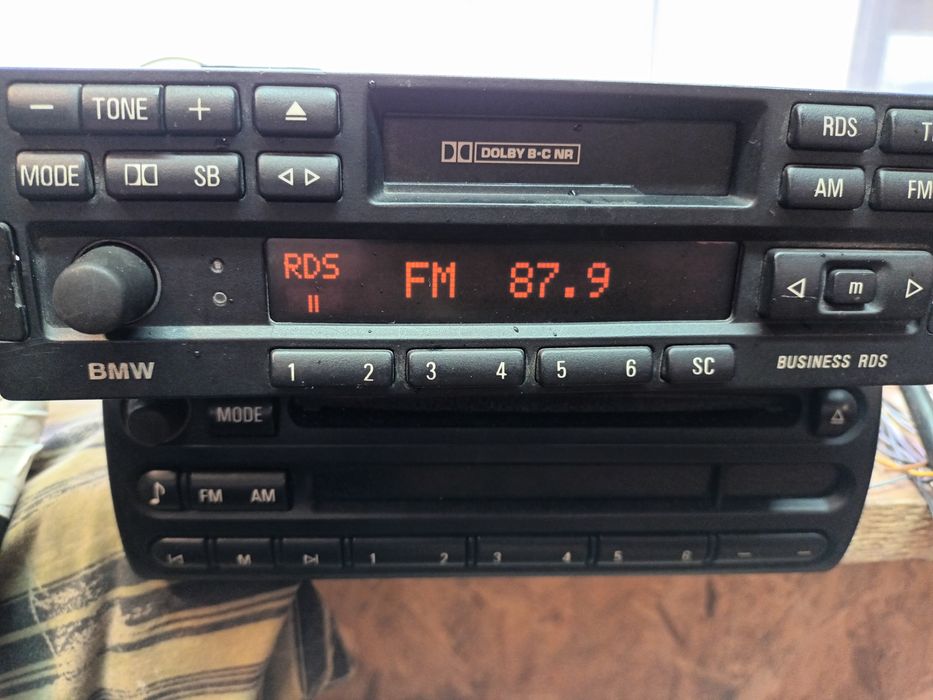 − TONE +
RDS
MODE SB
DOLBY B·C NR
AM FM
RDS
II
FM 87.9
m
BMW
1 2 3 4 5 6 SC
BUSINESS RDS
MODE
FM AM
M 1 2 3 4 5 6 − −